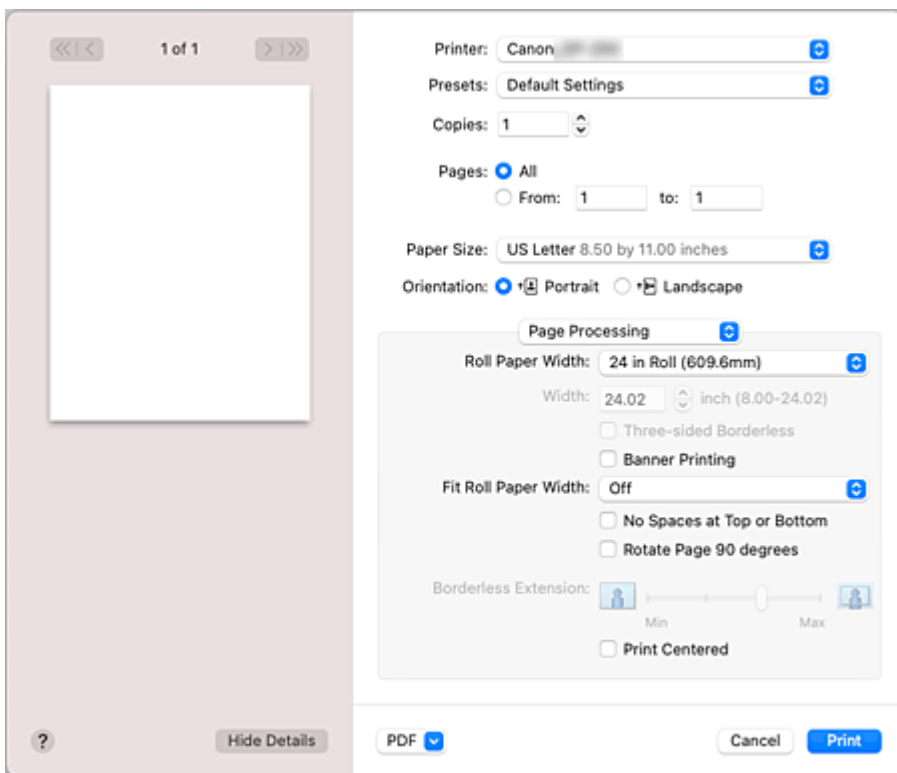 1 of 1
Printer: Canon
Presets: Default Settings
Copies: 1
Pages: All
From: 1 to: 1
Paper Size: US Letter 8.50 by 11.00 inches
Orientation: Portrait Landscape
Page Processing
Roll Paper Width: 24 in Roll (609.6mm)
Width: 24.02 inch (8.00-24.02)
Three-sided Borderless
Banner Printing
Fit Roll Paper Width: Off
No Spaces at Top or Bottom
Rotate Page 90 degrees
Borderless Extension:
Min Max
Print Centered
? Hide Details PDF Cancel Print